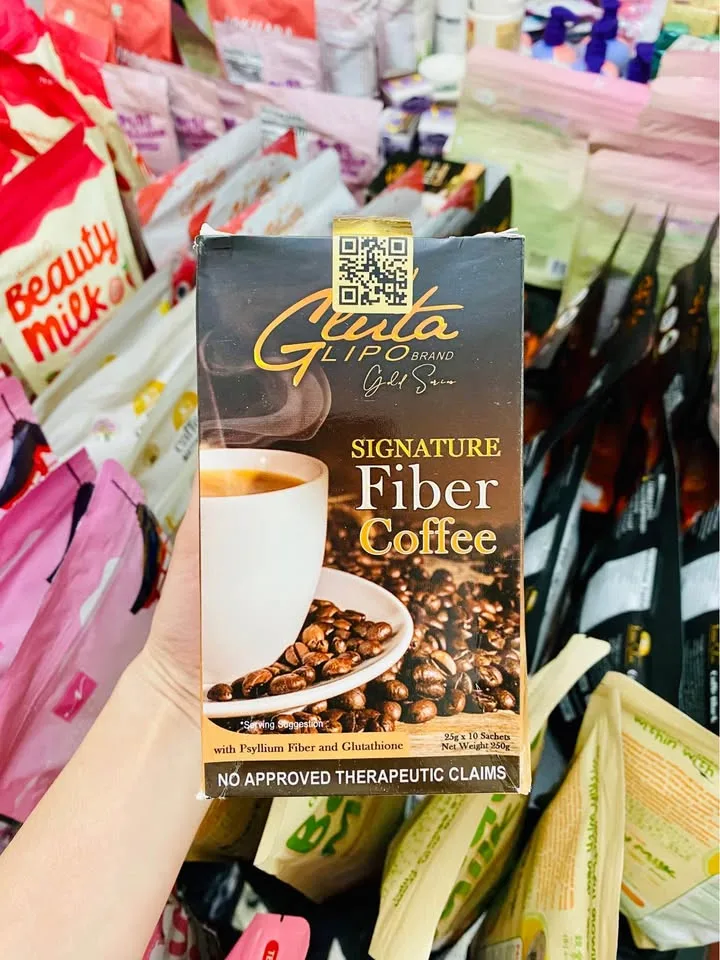 Beauty
Milk
Gluta
LIPO BRAND
Gold Series
SIGNATURE
Fiber
Coffee
*Serving Suggestion
with Psyllium Fiber and Glutathione
25g x 10 Sachets
Net Weight 250g
NO APPROVED THERAPEUTIC CLAIMS